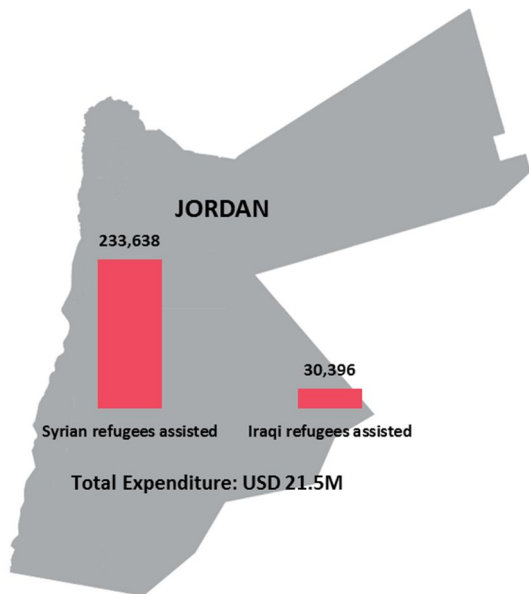 JORDAN
233,638
30,396
Syrian refugees assisted
Iraqi refugees assisted
Total Expenditure: USD 21.5M